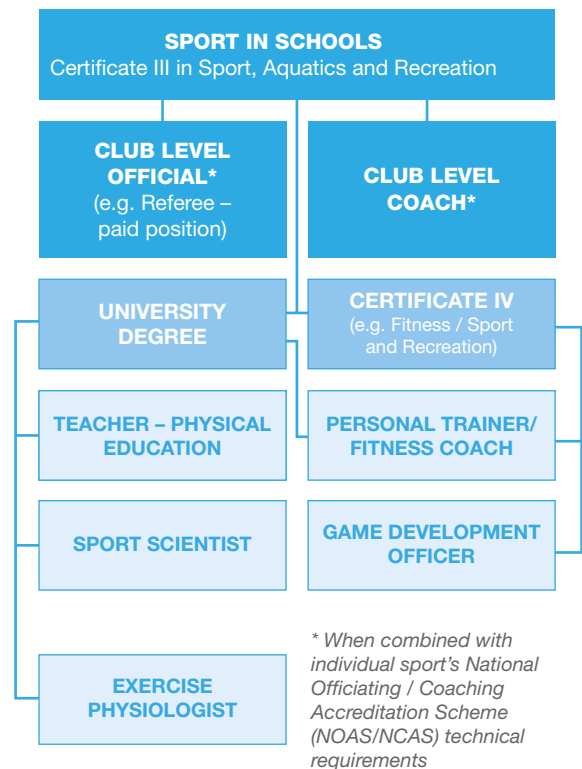 SPORT IN SCHOOLS
Certificate III in Sport, Aquatics and Recreation
CLUB LEVEL
OFFICIAL*
(e.g. Referee –
paid position)
CLUB LEVEL
COACH*
UNIVERSITY
DEGREE
CERTIFICATE IV
(e.g. Fitness / Sport
and Recreation)
TEACHER – PHYSICAL
EDUCATION
PERSONAL TRAINER/
FITNESS COACH
SPORT SCIENTIST
GAME DEVELOPMENT
OFFICER
EXERCISE
PHYSIOLOGIST
* When combined with
individual sport's National
Officiating / Coaching
Accreditation Scheme
(NOAS/NCAS) technical
requirements